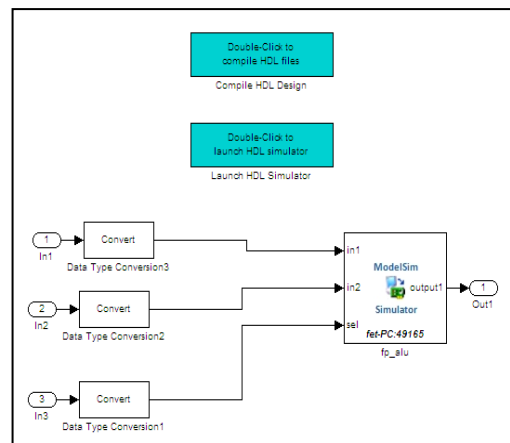 Double-Click to
compile HDL files
Compile HDL Design
Double-Click to
launch HDL simulator
Launch HDL Simulator
1
In1
Convert
Data Type Conversion3
2
In2
Convert
Data Type Conversion2
3
In3
Convert
Data Type Conversion1
in1
in2
sel
ModelSim
Simulator
output1
fet-PC:49165
fp_alu
1
Out1